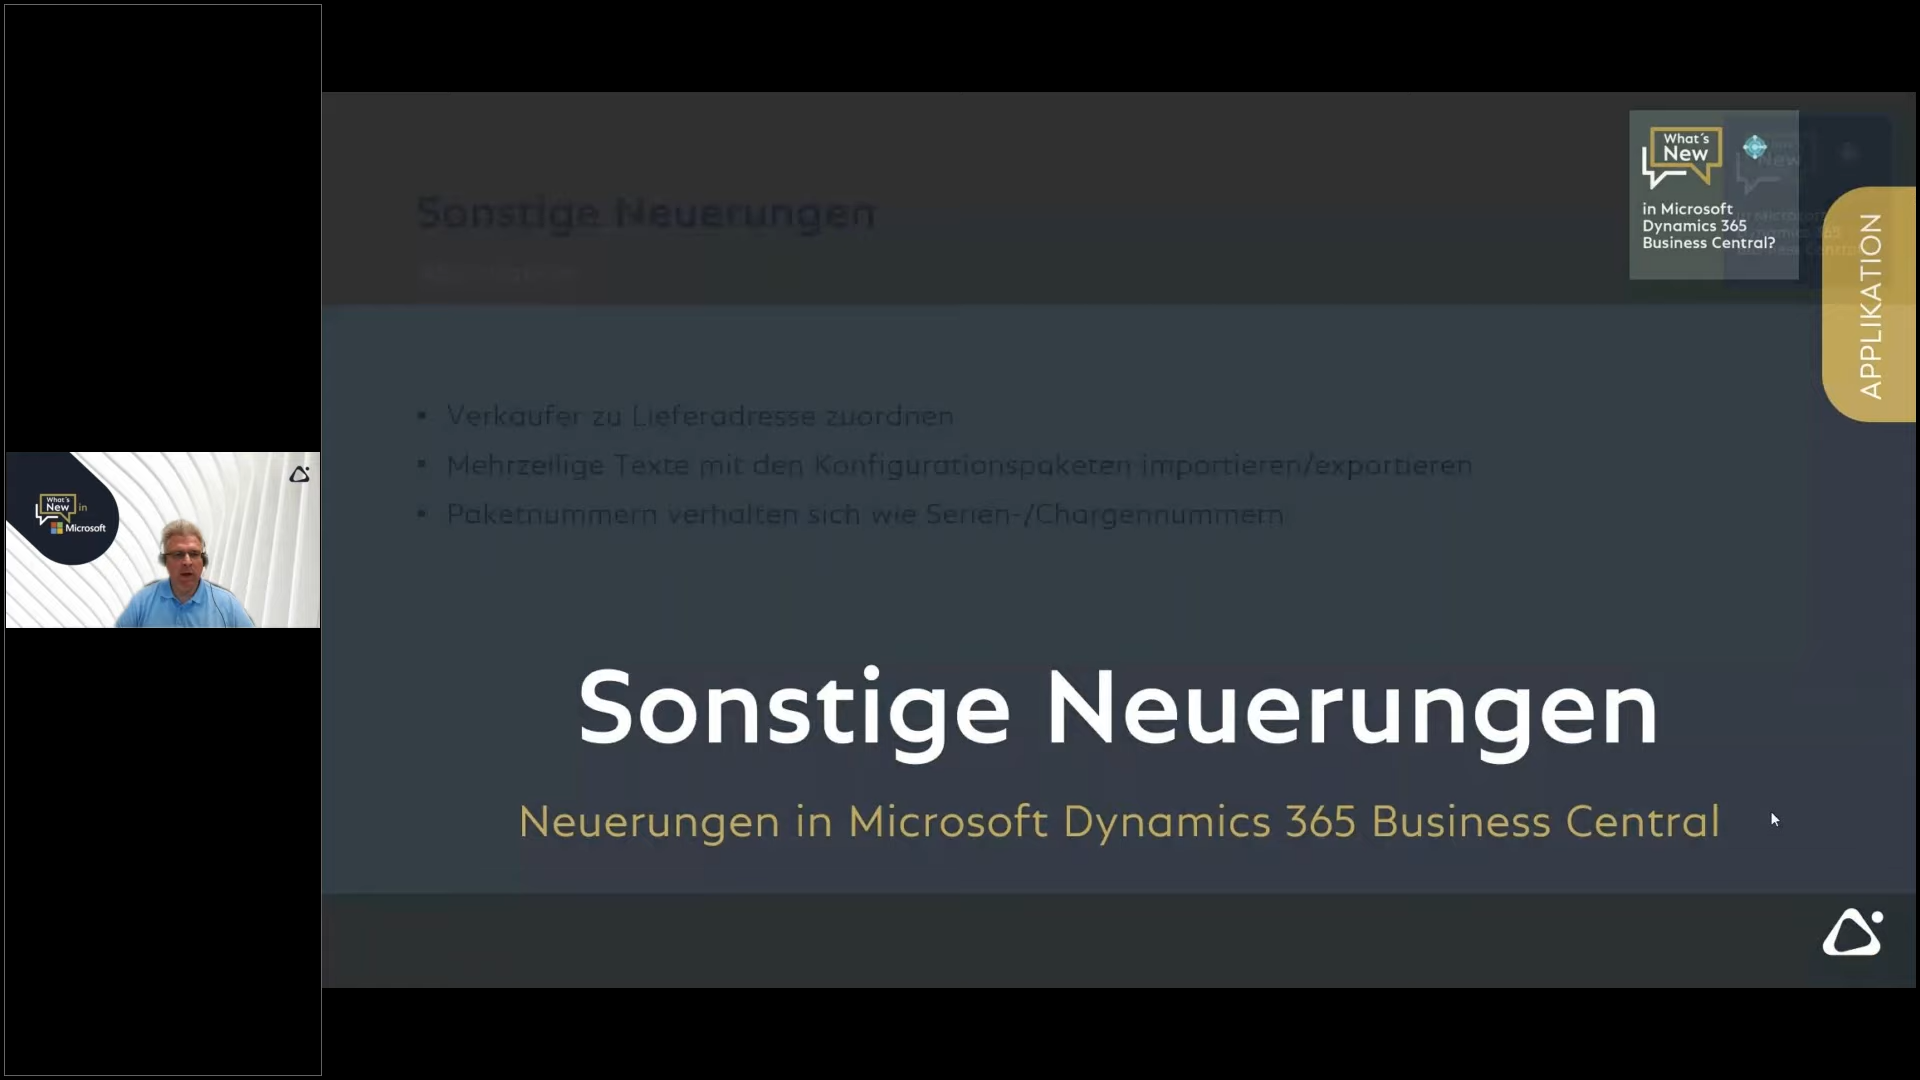 What's
New in
Microsoft
Sonstige Neuerungen
What's
New
in Microsoft
Dynamics 365
Business Central?
APPLIKATION
• Verkäufer zu Lieferadresse zuordnen
• Mehrzeilige Texte mit den Konfigurationspaketen importieren/exportieren
• Paketnummern verhalten sich wie Serien-/Chargennummern
Sonstige Neuerungen
Neuerungen in Microsoft Dynamics 365 Business Central